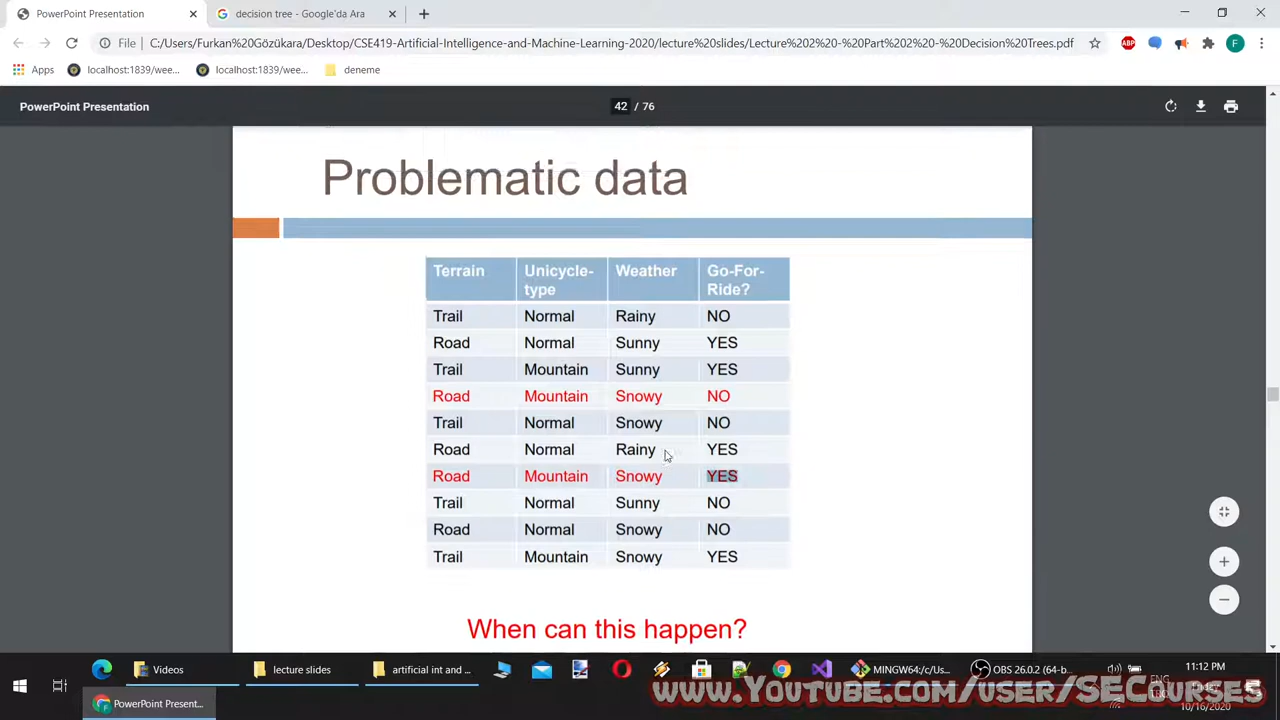 PowerPoint Presentation
decision tree - Google'da Ara
File
C:/Users/Furkan%20Gözükara/Desktop/CSE419-Artificial-Intelligence-and-Machine-Learning-2020/lecture%20slides/Lecture%202%20-%20Part%202%20-%20Decision%20Trees.pdf
ABP
F
Apps
localhost:1839/wee...
localhost:1839/wee...
deneme
PowerPoint Presentation
42 / 76
Problematic data
Terrain Unicycle-type Weather Go-For-Ride?
Trail Normal Rainy NO
Road Normal Sunny YES
Trail Mountain Sunny YES
Road Mountain Snowy NO
Trail Normal Snowy NO
Road Normal Rainy YES
Road Mountain Snowy YES
Trail Normal Sunny NO
Road Normal Snowy NO
Trail Mountain Snowy YES
When can this happen?
Videos
lecture slides
artificial int and ...
MINGW64:/c/Us...
OBS 26.0.2 (64-b...
ENG
11:12 PM
Friday
10/16/2020
PowerPoint Present...
www.Youtube.com/user/SECourses